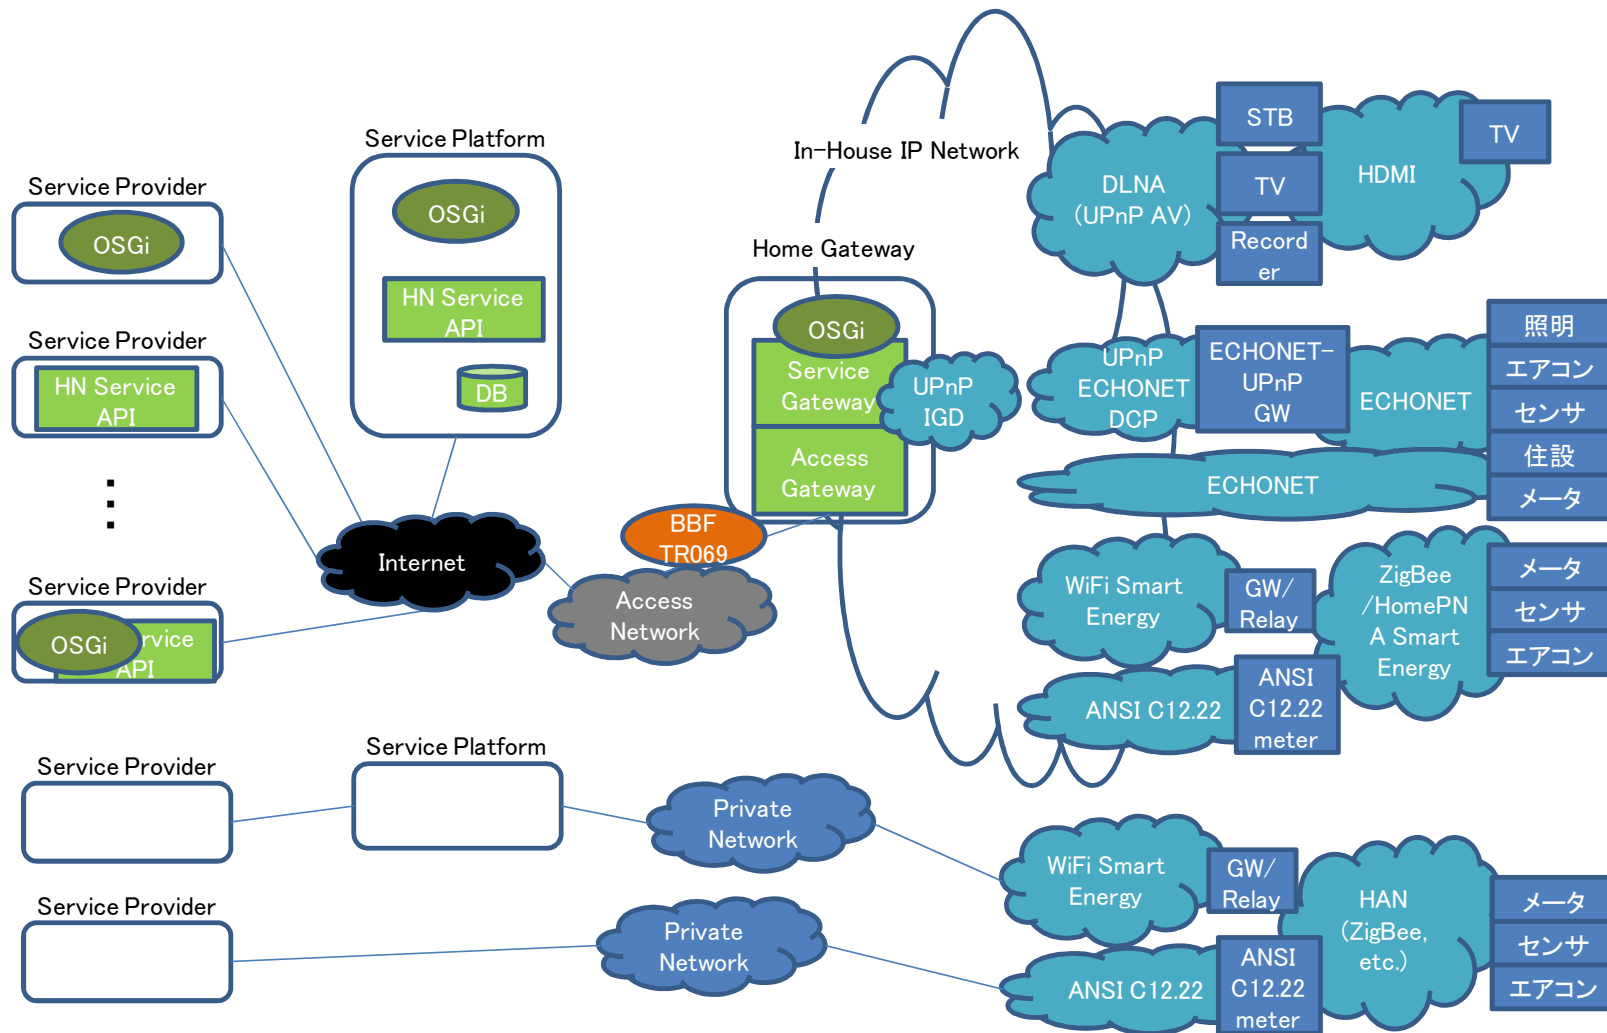 Service Platform
OSGi
HN Service
API
DB
Service Provider
OSGi
Service Provider
HN Service
API
⋮
Service Provider
OSGi
rvice
API
Internet
Access
Network
BBF
TR069
Home Gateway
OSGi
Service
Gateway
Access
Gateway
UPnP
IGD
In-House IP Network
DLNA
(UPnP AV)
STB
TV
Record
er
HDMI
TV
UPnP
ECHONET
DCP
ECHONET-
UPnP
GW
ECHONET
ECHONET
照明
エアコン
センサ
住設
メータ
WiFi Smart
Energy
GW/
Relay
ZigBee
/HomePN
A Smart
Energy
メータ
センサ
エアコン
ANSI C12.22
ANSI
C12.22
meter
Service Provider
Service Platform
Private
Network
WiFi Smart
Energy
GW/
Relay
HAN
(ZigBee,
etc.)
メータ
センサ
エアコン
Service Provider
Private
Network
ANSI C12.22
ANSI
C12.22
meter